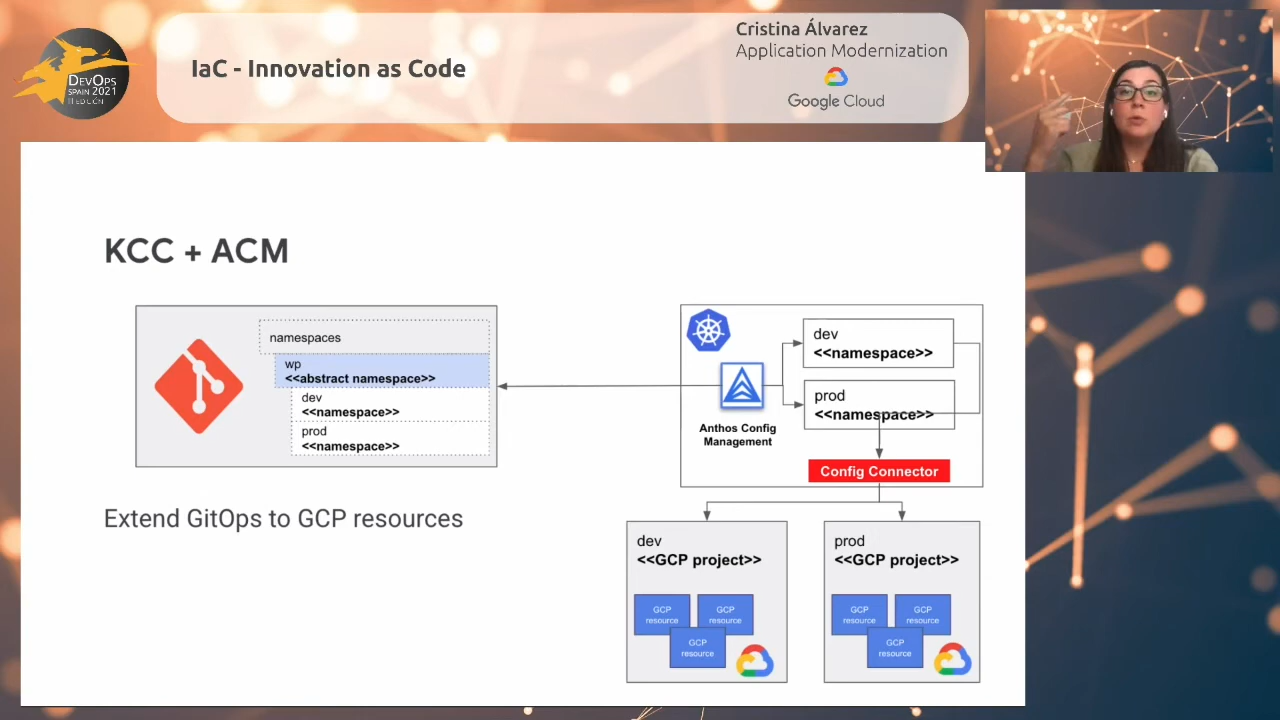 DEVOPS
SPAIN 2021
II EDICIÓN
IaC - Innovation as Code
Cristina Álvarez
Application Modernization
Google Cloud
KCC + ACM
namespaces
wp
<<abstract namespace>>
dev
<<namespace>>
prod
<<namespace>>
Extend GitOps to GCP resources
Anthos Config
Management
dev
<<namespace>>
prod
<<namespace>>
Config Connector
dev
<<GCP project>>
GCP
resource
GCP
resource
GCP
resource
prod
<<GCP project>>
GCP
resource
GCP
resource
GCP
resource